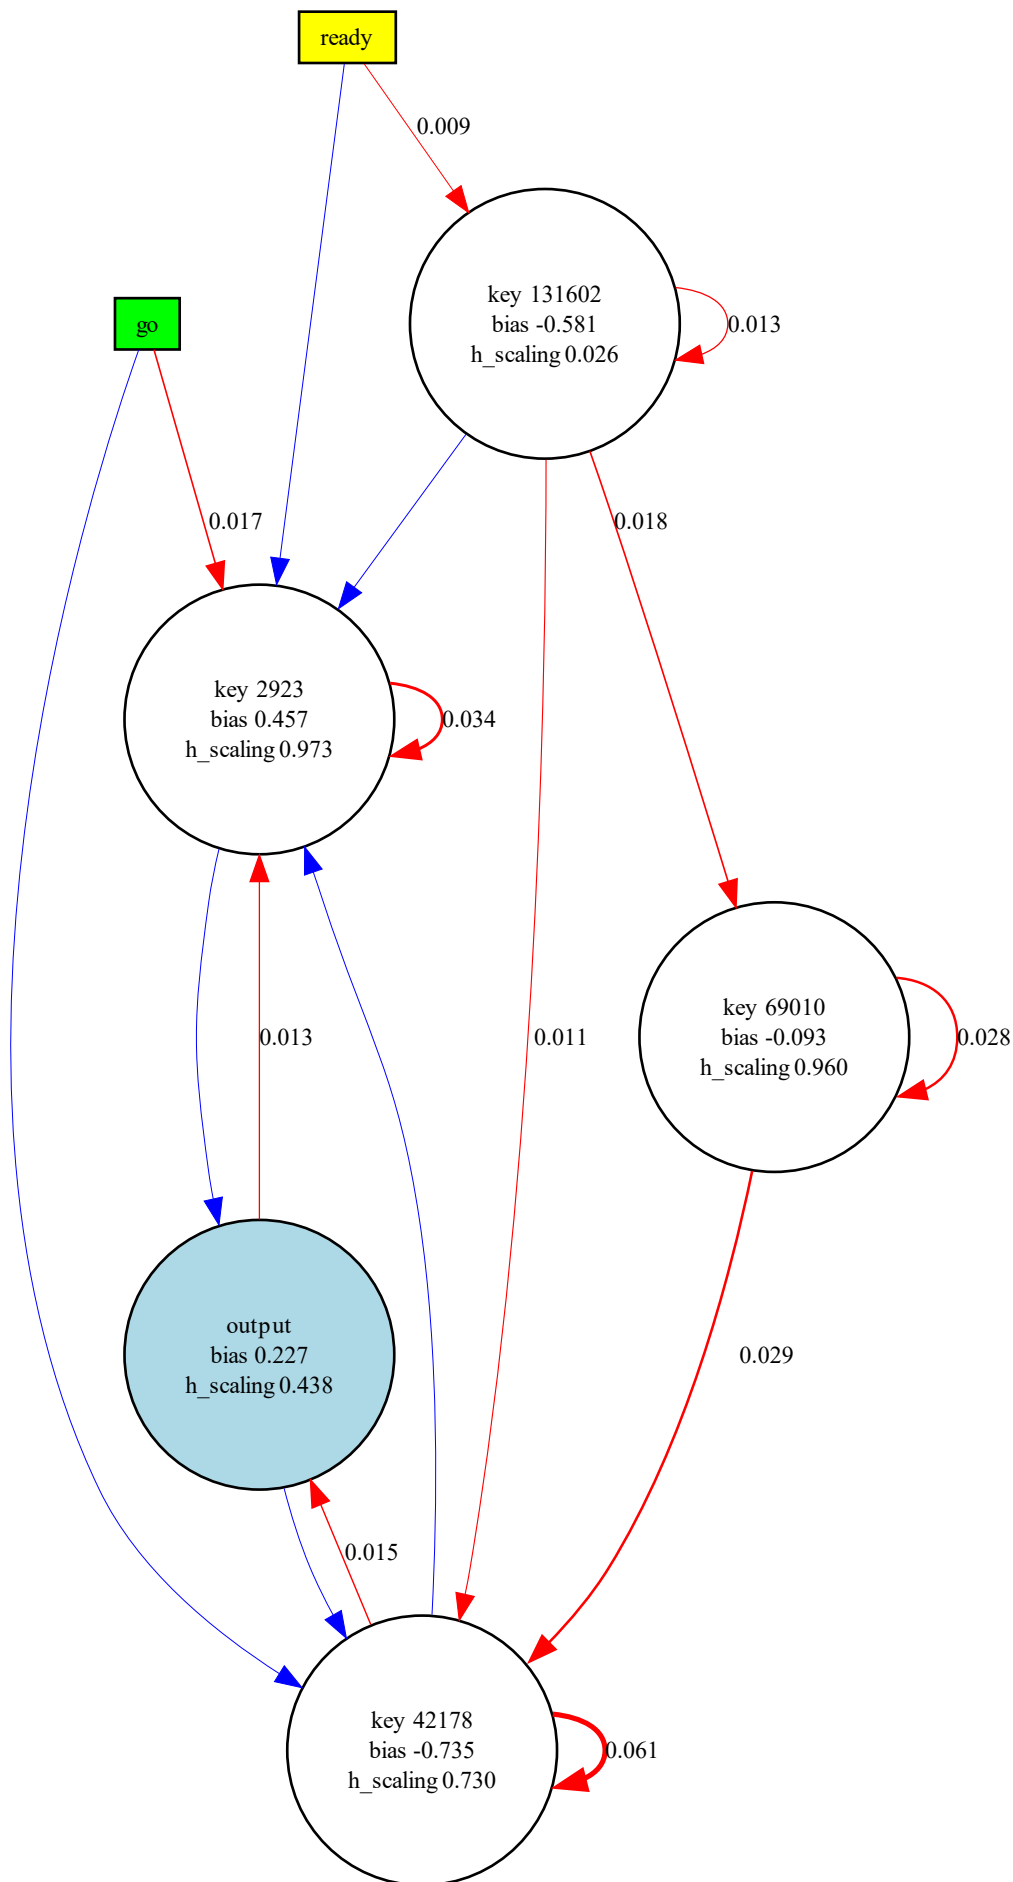 ready
0.009
key 131602
bias -0.581
h_scaling 0.026
0.013
go
0.017
0.018
key 2923
bias 0.457
h_scaling 0.973
0.034
0.013
0.011
key 69010
bias -0.093
h_scaling 0.960
0.028
output
bias 0.227
h_scaling 0.438
0.029
0.015
key 42178
bias -0.735
h_scaling 0.730
0.061